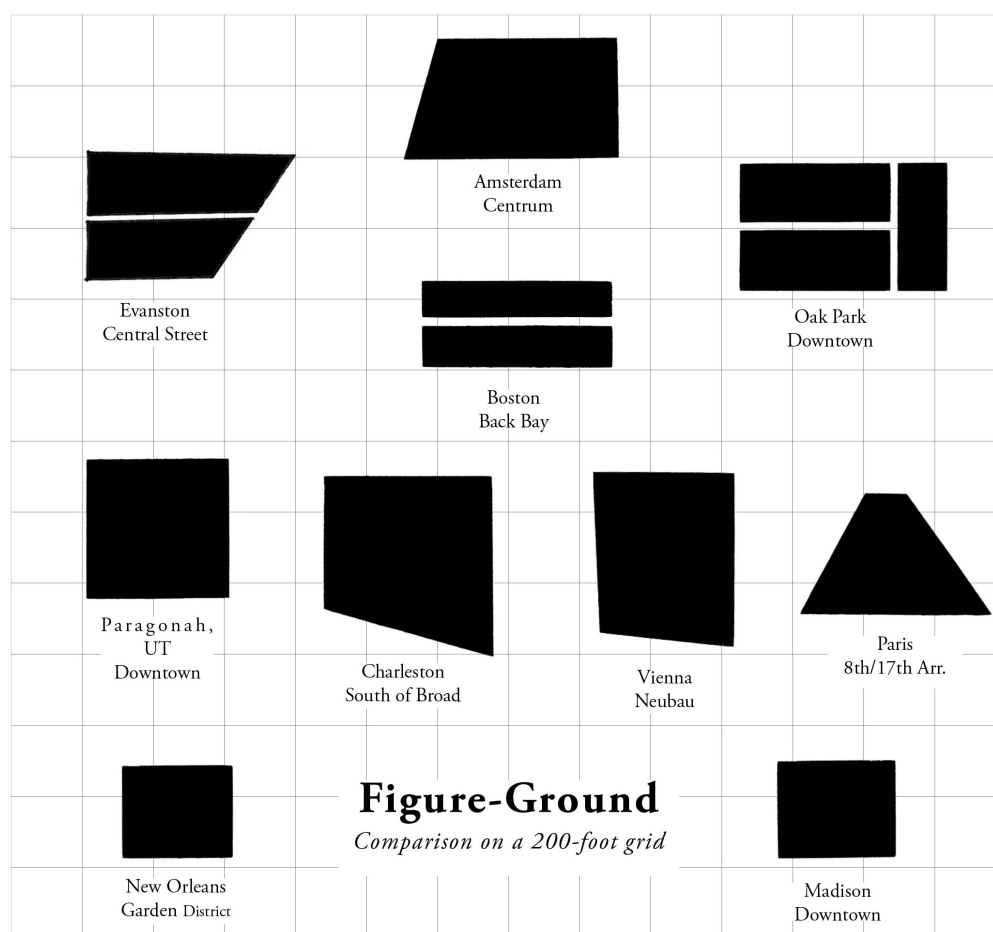 Amsterdam
Centrum
Evanston
Central Street
Oak Park
Downtown
Boston
Back Bay
Paragonah,
UT
Downtown
Charleston
South of Broad
Vienna
Neubau
Paris
8th/17th Arr.
Figure-Ground
Comparison on a 200-foot grid
New Orleans
Garden District
Madison
Downtown